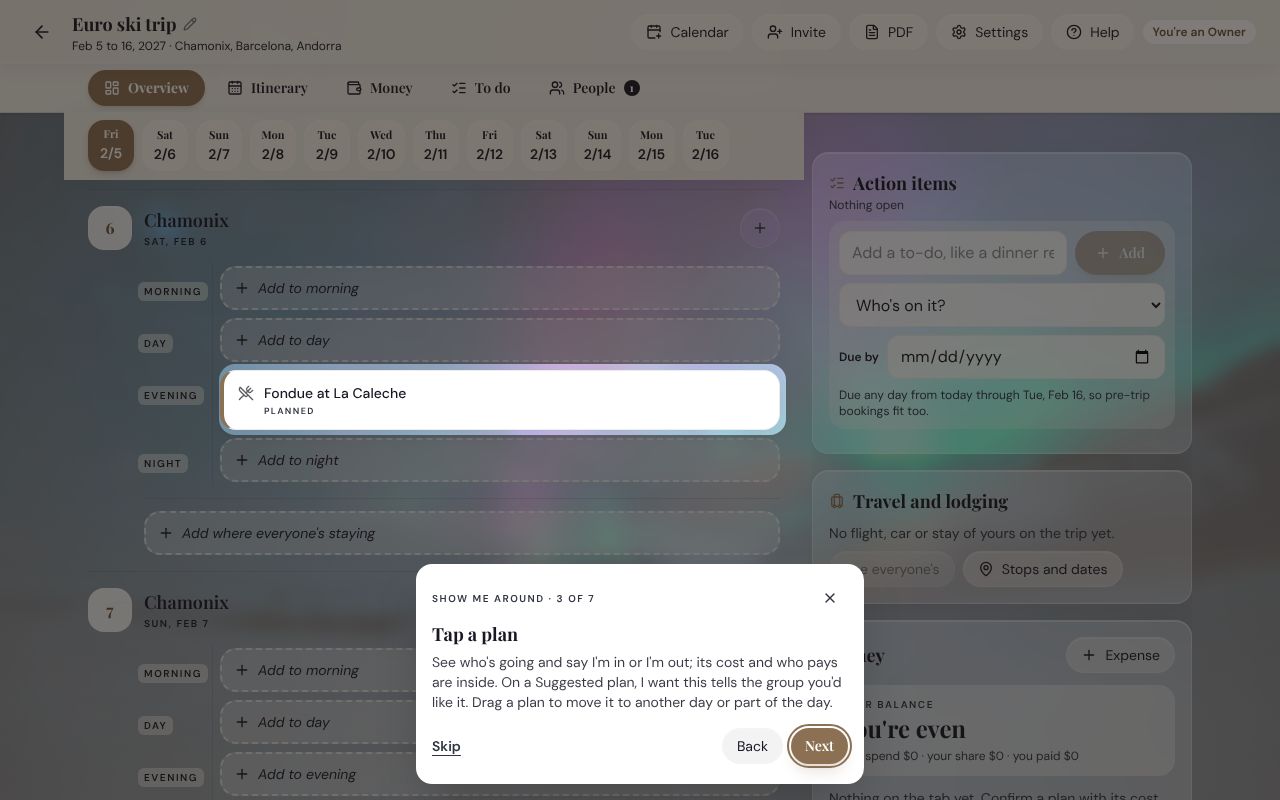 Euro ski trip
Feb 5 to 16, 2027 · Chamonix, Barcelona, Andorra
Calendar
Invite
PDF
Settings
Help
You're an Owner
Overview
Itinerary
Money
To do
People 1
Fri 2/5
Sat 2/6
Sun 2/7
Mon 2/8
Tue 2/9
Wed 2/10
Thu 2/11
Fri 2/12
Sat 2/13
Sun 2/14
Mon 2/15
Tue 2/16
6
Chamonix
SAT, FEB 6
MORNING
Add to morning
DAY
Add to day
EVENING
Fondue at La Caleche
PLANNED
NIGHT
Add to night
Add where everyone's staying
7
Chamonix
SUN, FEB 7
MORNING
Add to morning
DAY
Add to day
EVENING
Add to evening
Action items
Nothing open
Add a to-do, like a dinner re
Add
Who's on it?
Due by
mm/dd/yyyy
Due any day from today through Tue, Feb 16, so pre-trip
bookings fit too.
Travel and lodging
No flight, car or stay of yours on the trip yet.
everyone's
Stops and dates
Expense
BALANCE
even
spend $0 · your share $0 · you paid $0
Nothing on the tab yet. Confirm a plan with its cost
SHOW ME AROUND · 3 OF 7
Tap a plan
See who's going and say I'm in or I'm out; its cost and who pays
are inside. On a Suggested plan, I want this tells the group you'd
like it. Drag a plan to move it to another day or part of the day.
Skip
Back
Next